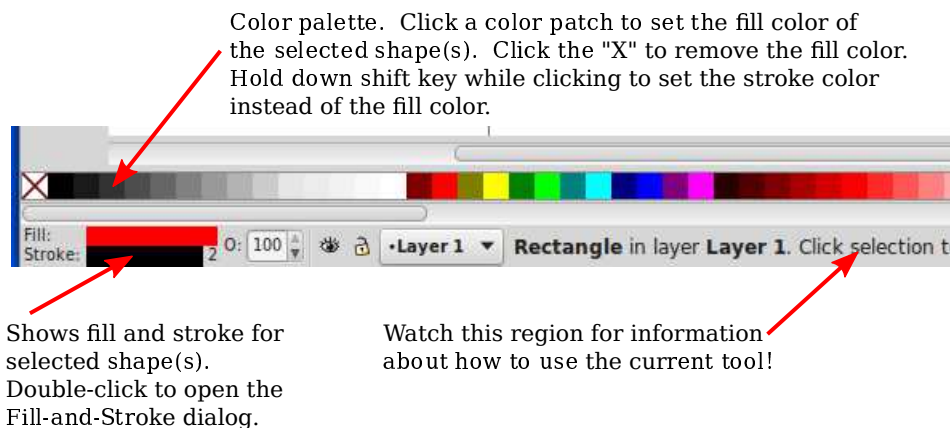 Color palette.  Click a color patch to set the fill color of
the selected shape(s).  Click the "X" to remove the fill color.
Hold down shift key while clicking to set the stroke color
instead of the fill color.
Fill:
Stroke: 2 O: 100 •Layer 1 Rectangle in layer Layer 1. Click selection t
Shows fill and stroke for
selected shape(s).
Double-click to open the
Fill-and-Stroke dialog.
Watch this region for information
about how to use the current tool!